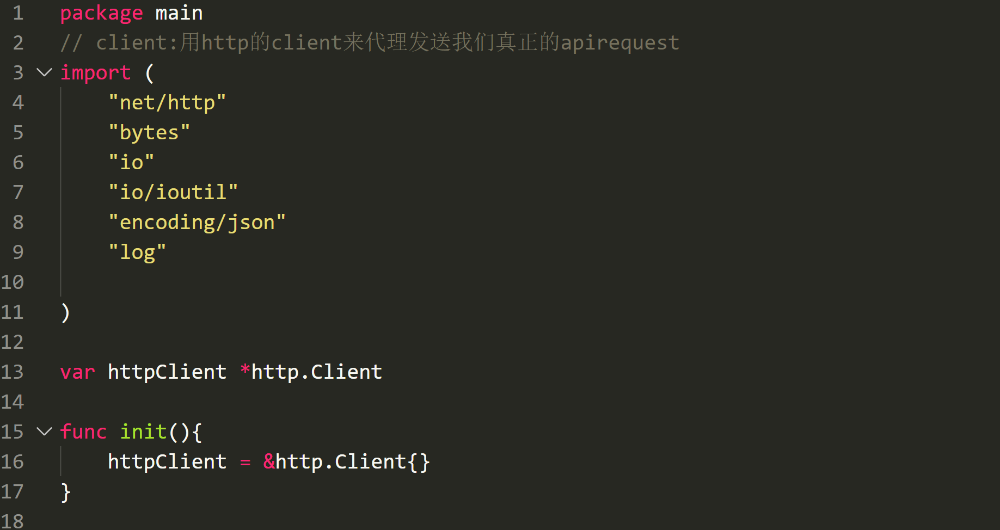 1 package main
2 // client:用http的client来代理发送我们真正的apirequest
3 import (
4 "net/http"
5 "bytes"
6 "io"
7 "io/ioutil"
8 "encoding/json"
9 "log"
10
11 )
12
13 var httpClient *http.Client
14
15 func init(){
16 httpClient = &http.Client{}
17 }
18